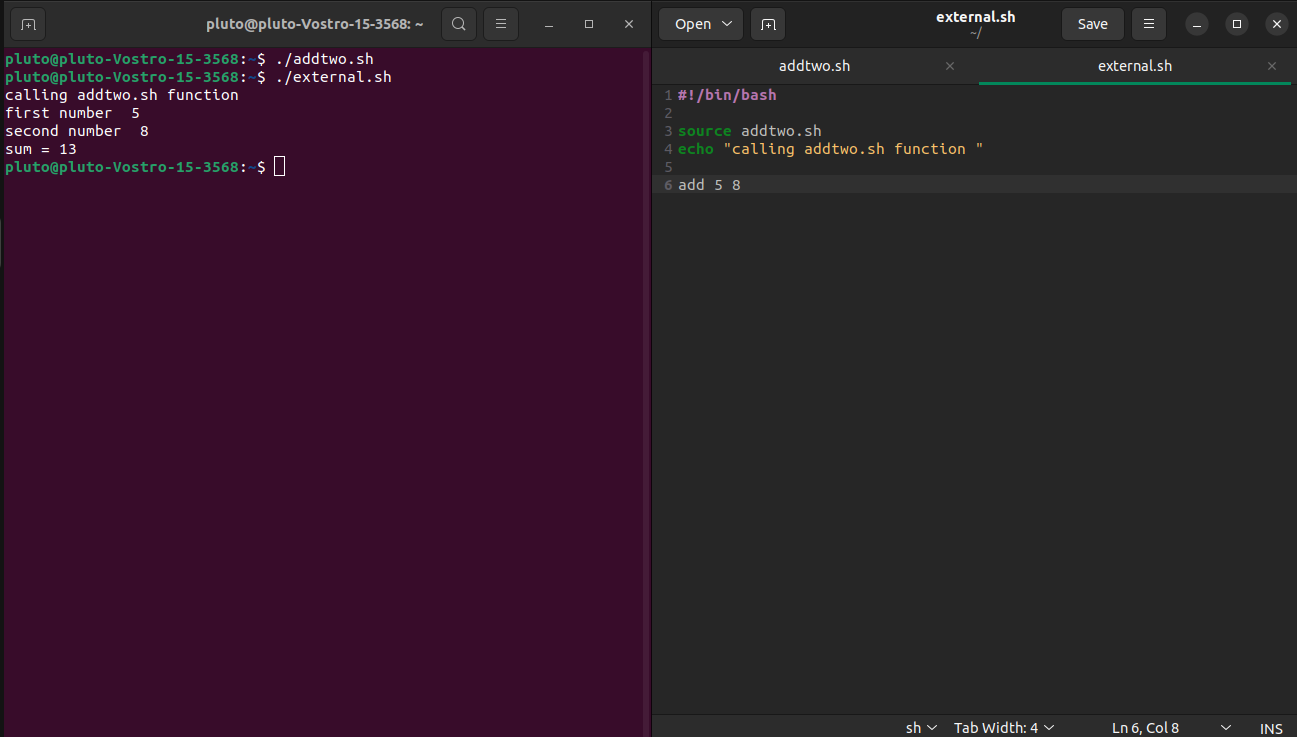 pluto@pluto-Vostro-15-3568: ~
pluto@pluto-Vostro-15-3568:~$ ./addtwo.sh
pluto@pluto-Vostro-15-3568:~$ ./external.sh
calling addtwo.sh function
first number  5
second number  8
sum = 13
pluto@pluto-Vostro-15-3568:~$
Open
external.sh
~/
Save
addtwo.sh
external.sh
1 #!/bin/bash
2
3 source addtwo.sh
4 echo "calling addtwo.sh function "
5
6 add 5 8
sh
Tab Width: 4
Ln 6, Col 8
INS